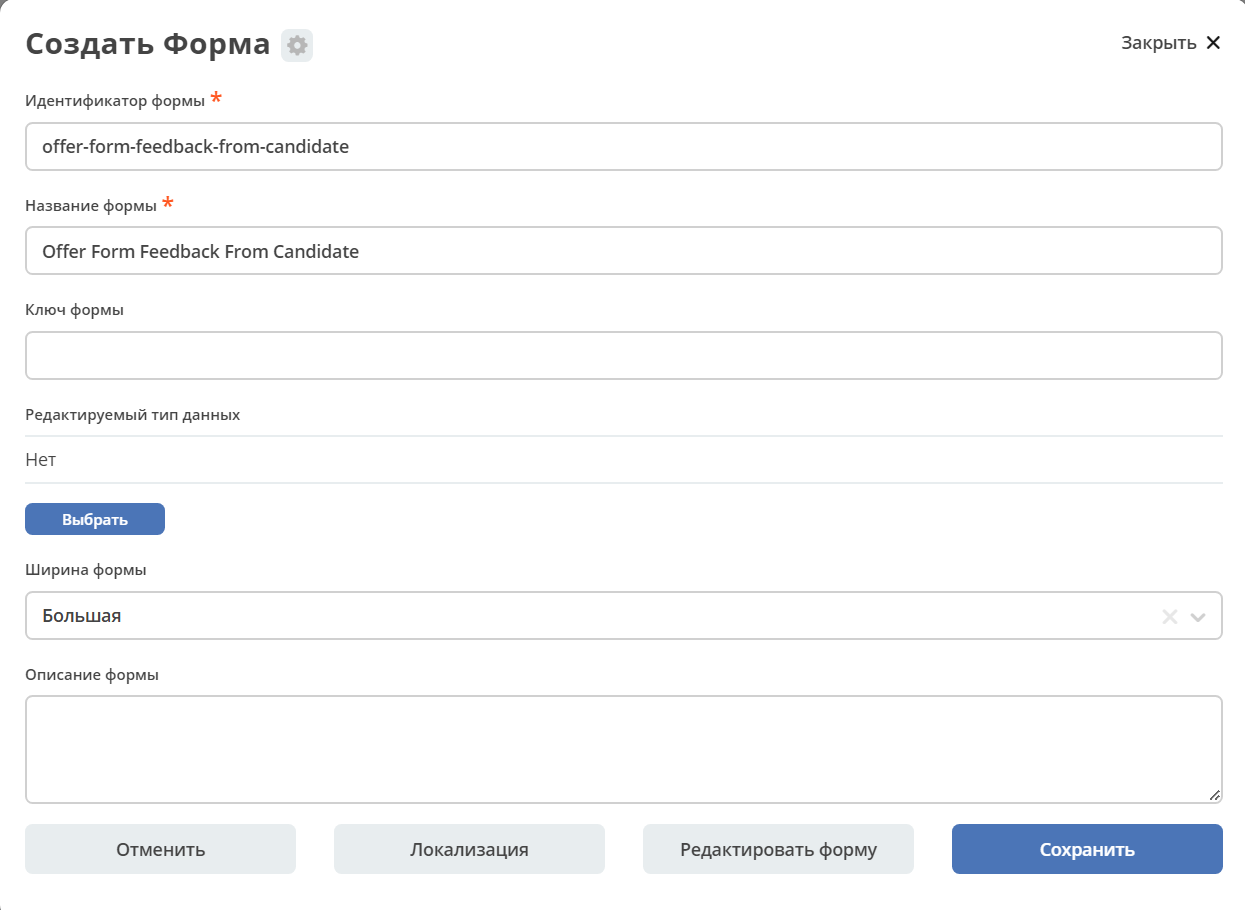 Создать Форма
Закрыть
Идентификатор формы *
offer-form-feedback-from-candidate
Название формы *
Offer Form Feedback From Candidate
Ключ формы
Редактируемый тип данных
Нет
Выбрать
Ширина формы
Большая
Описание формы
Отменить
Локализация
Редактировать форму
Сохранить